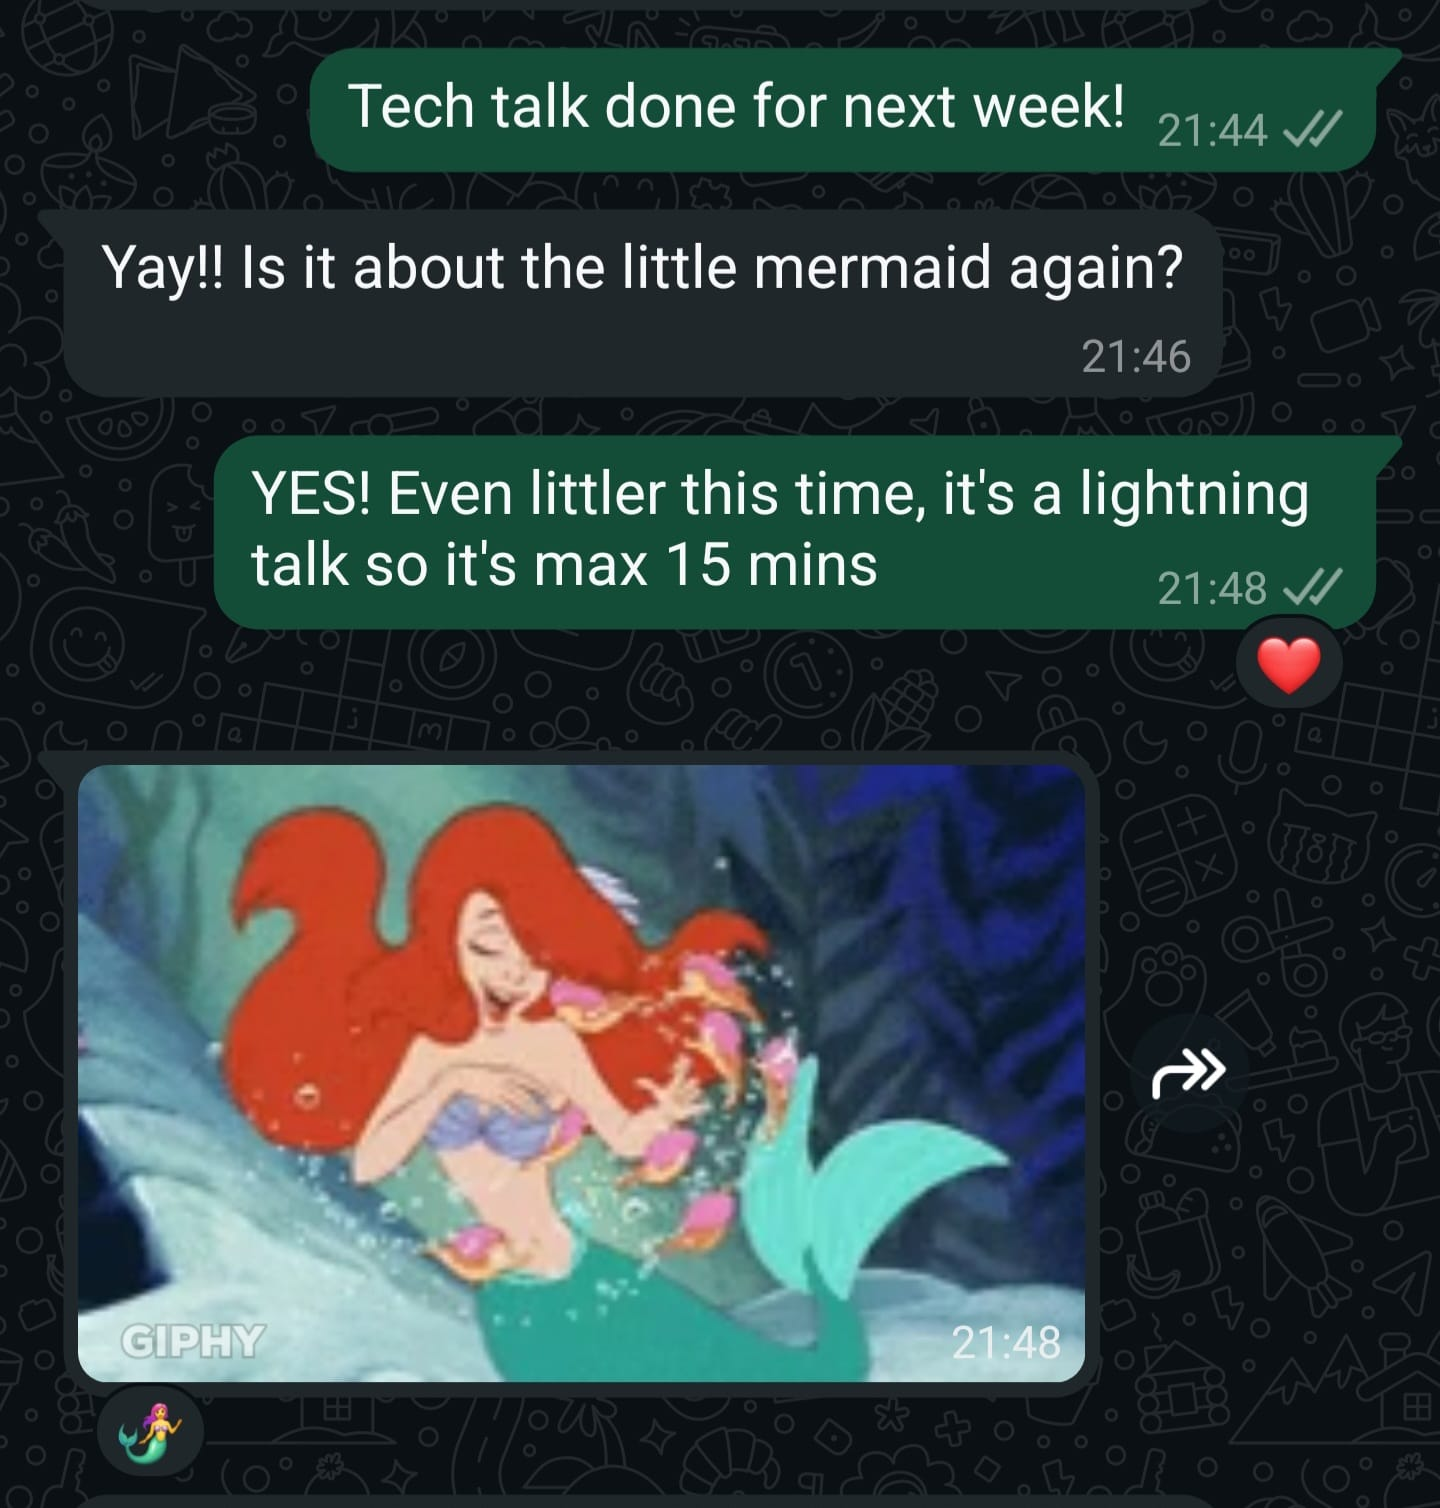 Tech talk done for next week!
21:44
Yay!! Is it about the little mermaid again?
21:46
YES! Even littler this time, it's a lightning
talk so it's max 15 mins
21:48
GIPHY
21:48